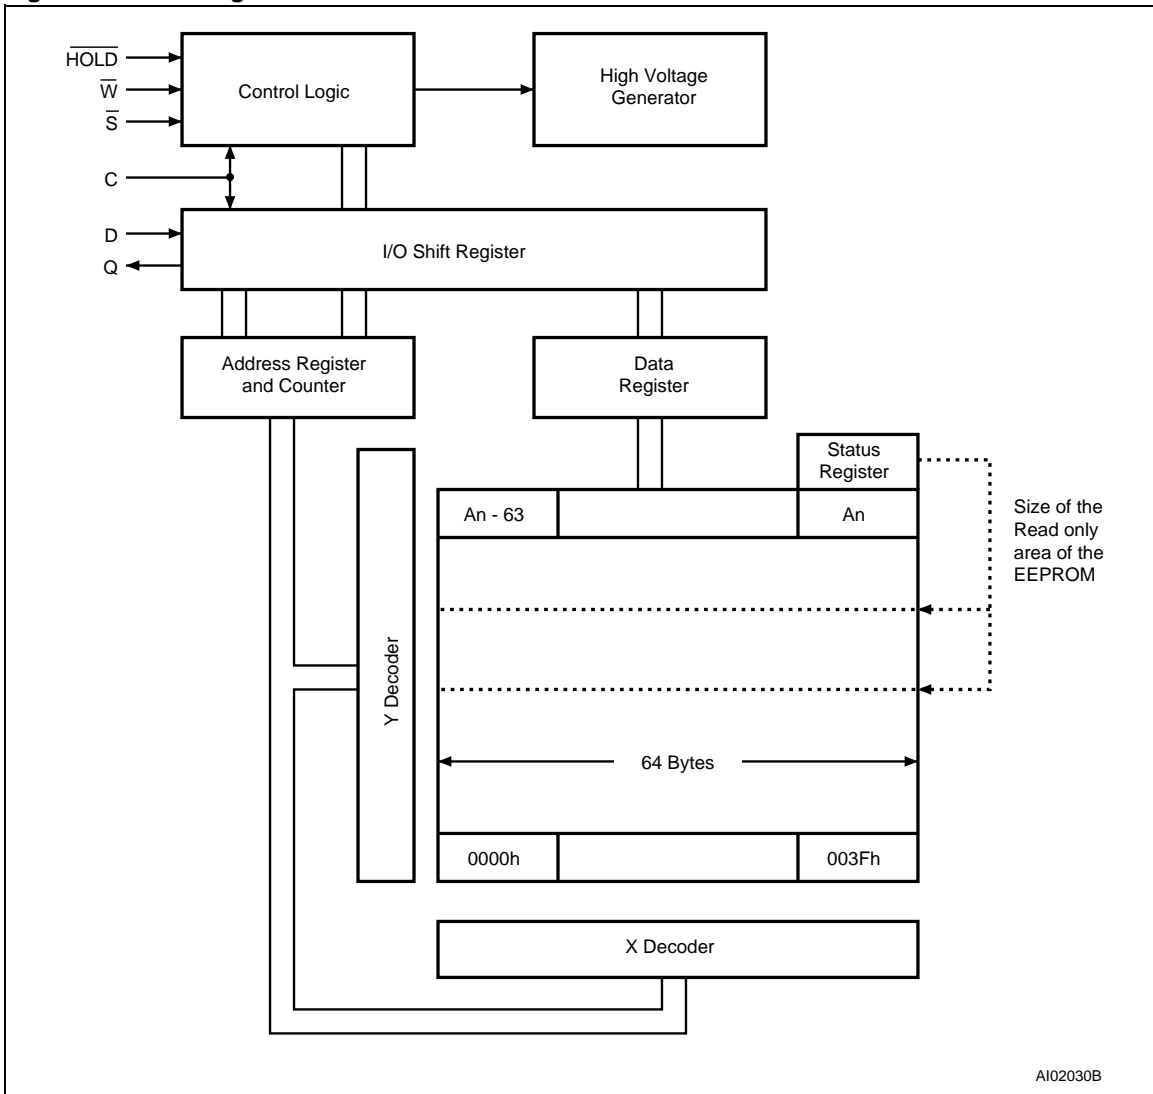 HOLD
W
S
C
D
Q
Control Logic
High Voltage
Generator
I/O Shift Register
Address Register
and Counter
Data
Register
Status
Register
Size of the
Read only
area of the
EEPROM
An - 63
An
Y Decoder
64 Bytes
0000h
003Fh
X Decoder
AI02030B